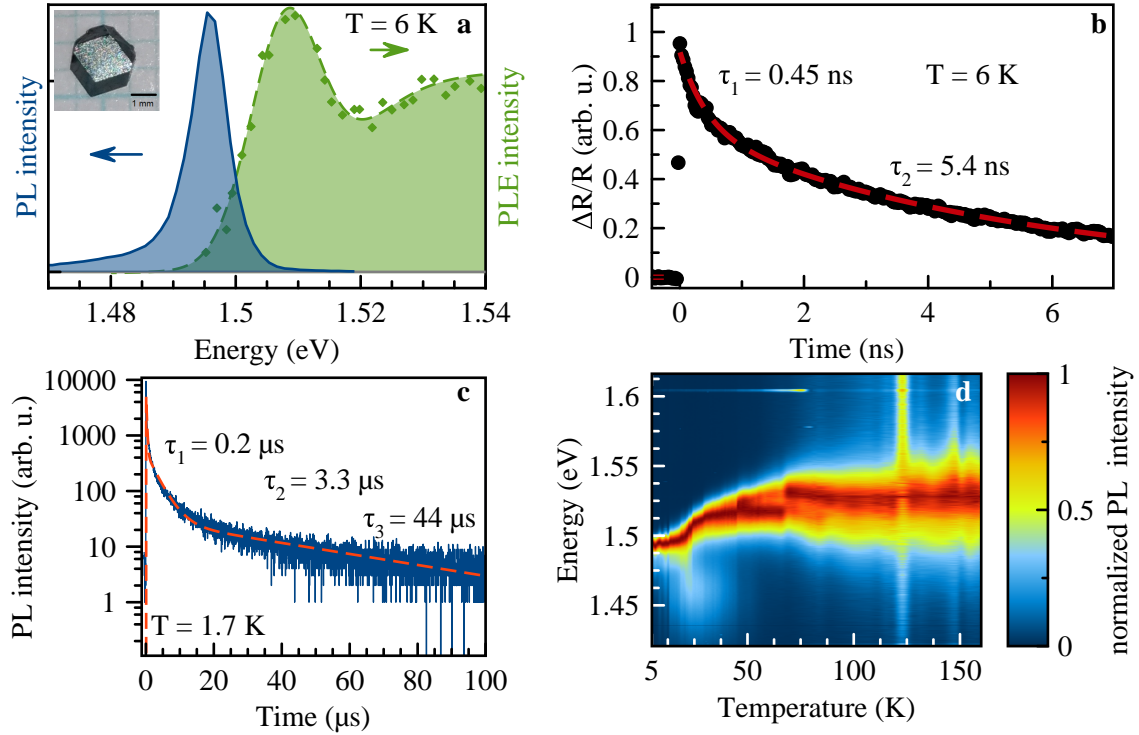 T = 6 K
a
1 mm
PL intensity
PLE intensity
1.48
1.5
1.52
1.54
Energy (eV)
b
1
0.8
0.6
0.4
0.2
0
ΔR/R (arb. u.)
τ1 = 0.45 ns
T = 6 K
τ2 = 5.4 ns
0
2
4
6
Time (ns)
c
10000
1000
100
10
1
PL intensity (arb. u.)
τ1 = 0.2 μs
τ2 = 3.3 μs
τ3 = 44 μs
T = 1.7 K
0
20
40
60
80
100
Time (μs)
d
1.6
1.55
1.5
1.45
Energy (eV)
5
50
100
150
Temperature (K)
1
0.5
0
normalized PL intensity